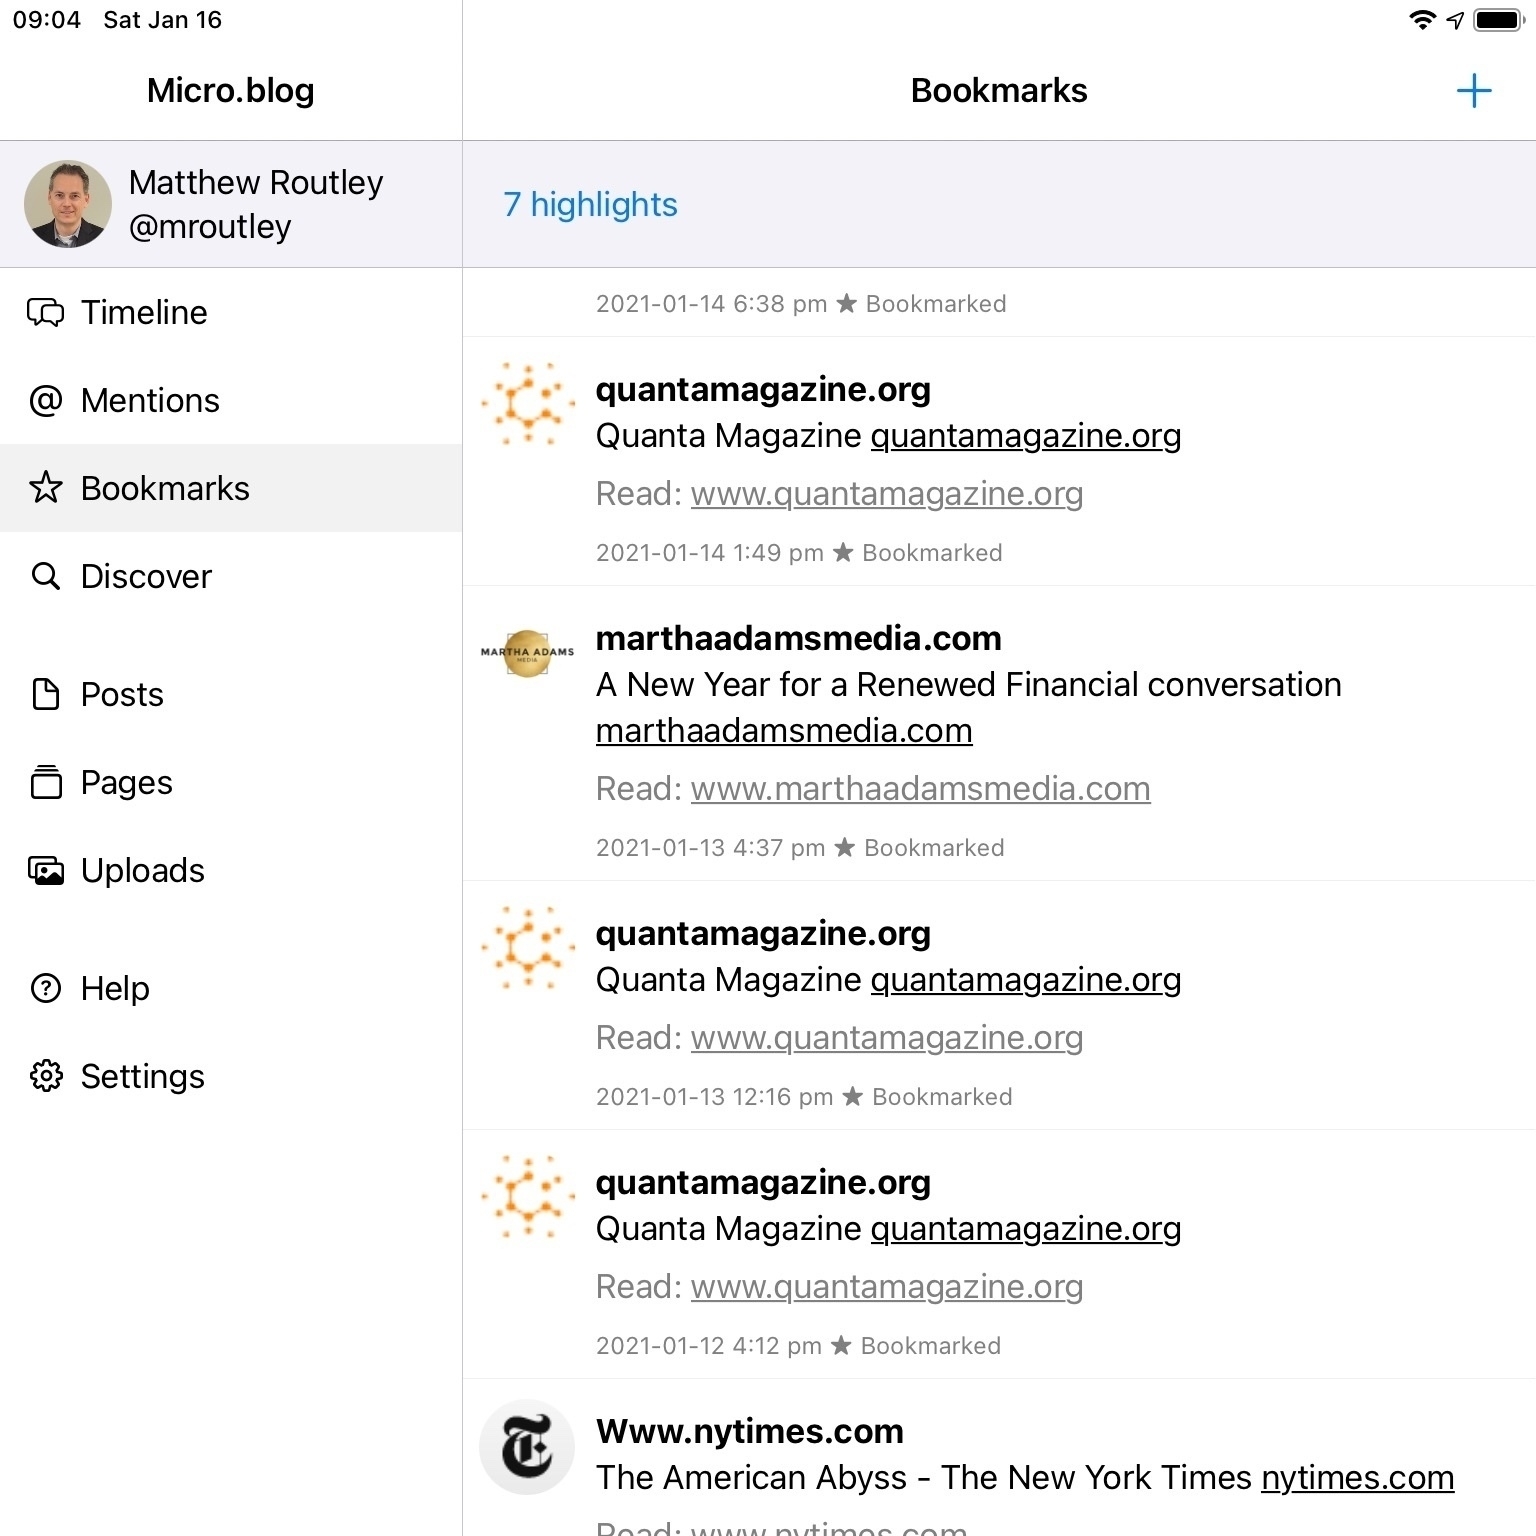 09:04 Sat Jan 16
Micro.blog
Matthew Routley
@mroutley
Timeline
Mentions
Bookmarks
Discover
Posts
Pages
Uploads
Help
Settings
Bookmarks
7 highlights
2021-01-14 6:38 pm ★ Bookmarked
quantamagazine.org
Quanta Magazine quantamagazine.org
Read: www.quantamagazine.org
2021-01-14 1:49 pm ★ Bookmarked
MARTHA ADAMS
MEDIA
marthaadamsmedia.com
A New Year for a Renewed Financial conversation
marthaadamsmedia.com
Read: www.marthaadamsmedia.com
2021-01-13 4:37 pm ★ Bookmarked
quantamagazine.org
Quanta Magazine quantamagazine.org
Read: www.quantamagazine.org
2021-01-13 12:16 pm ★ Bookmarked
quantamagazine.org
Quanta Magazine quantamagazine.org
Read: www.quantamagazine.org
2021-01-12 4:12 pm ★ Bookmarked
Www.nytimes.com
The American Abyss - The New York Times nytimes.com
Read: www.nytimes.com